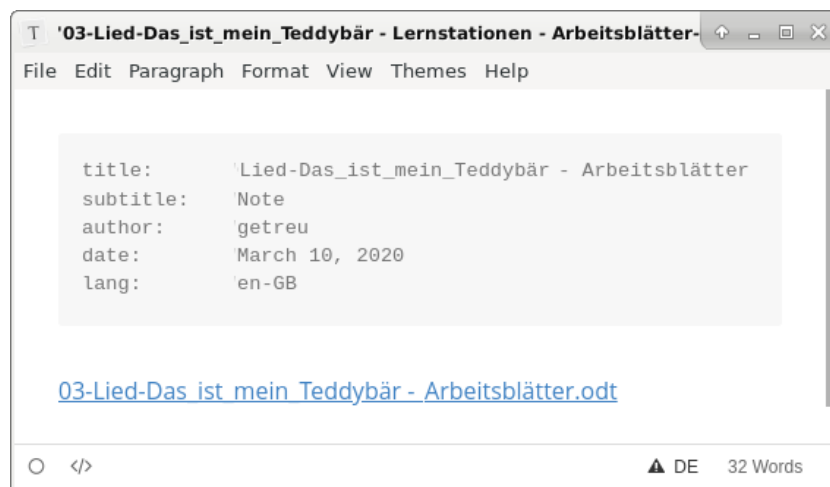 T '03-Lied-Das_ist_mein_Teddybär - Lernstationen - Arbeitsblätter-
File Edit Paragraph Format View Themes Help
title: 'Lied-Das_ist_mein_Teddybär - Arbeitsblätter
subtitle: 'Note
author: 'getreu
date: 'March 10, 2020
lang: 'en-GB
03-Lied-Das_ist_mein_Teddybär - Arbeitsblätter.odt
</> DE 32 Words